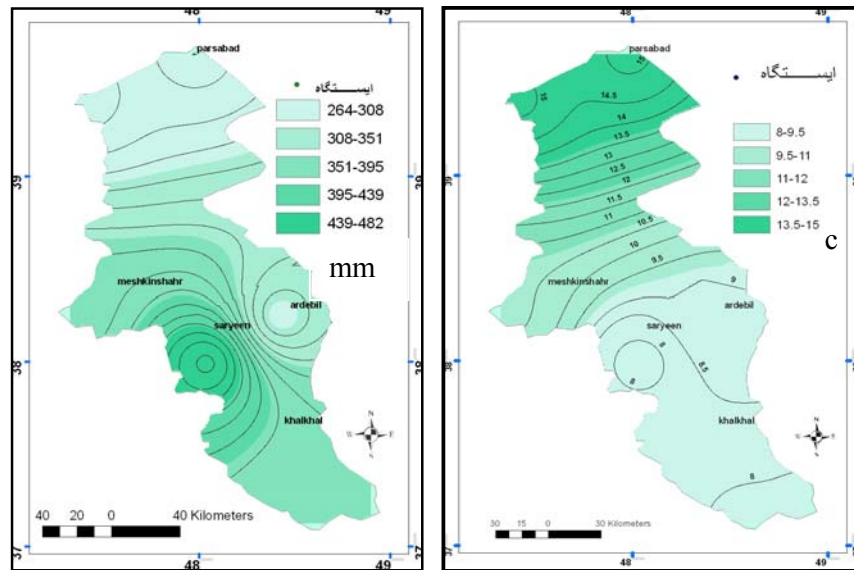 48
49
parsabad
ایســـــتگاه
264-308
308-351
351-395
395-439
439-482
39
39
mm
meshkinshahr
ardebil
saryeen
38
38
khalkhal
N
W E
S
40 20 0 40 Kilometers
37
37
48
49
48
49
parsabad
ایســـــتگاه
15
15
14.5
14
13.5
13
12.5
12
11.5
11
10.5
10
9.5
9
8.5
8
8
8
8-9.5
9.5-11
11-12
12-13.5
13.5-15
39
39
c
meshkinshahr
ardebil
saryeen
38
38
khalkhal
N
W E
S
30 15 0 30 Kilometers
37
37
48
49